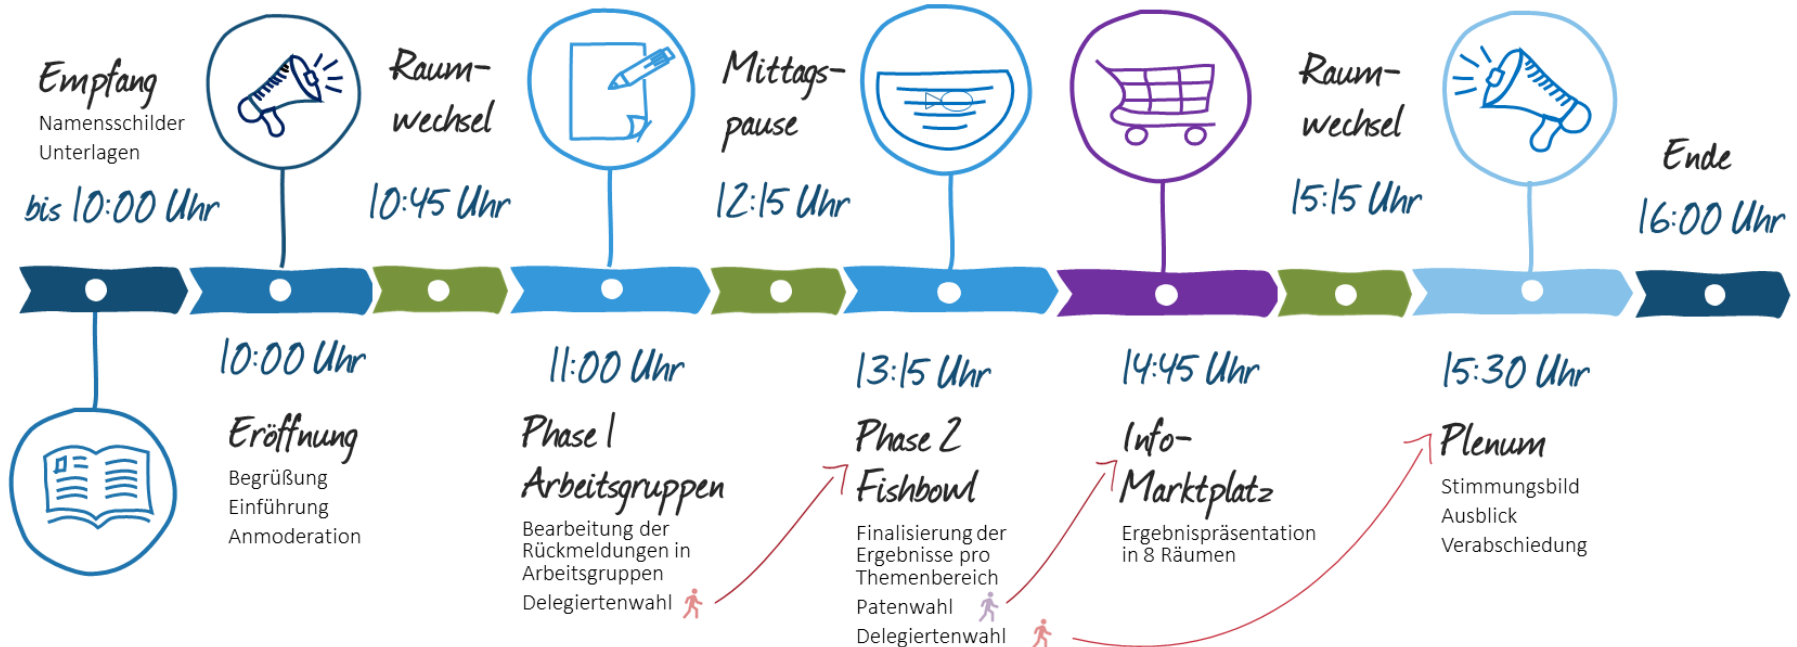 Empfang
Namensschilder
Unterlagen
bis 10:00 Uhr
10:00 Uhr
Eröffnung
Begrüßung
Einführung
Anmoderation
Raum-
wechsel
10:45 Uhr
11:00 Uhr
Phase 1
Arbeitsgruppen
Bearbeitung der
Rückmeldungen in
Arbeitsgruppen
Delegiertenwahl
Mittags-
pause
12:15 Uhr
13:15 Uhr
Phase 2
Fishbowl
Finalisierung der
Ergebnisse pro
Themenbereich
Patenwahl
Delegiertenwahl
14:45 Uhr
Info-
Marktplatz
Ergebnispräsentation
in 8 Räumen
Raum-
wechsel
15:15 Uhr
15:30 Uhr
Plenum
Stimmungsbild
Ausblick
Verabschiedung
Ende
16:00 Uhr